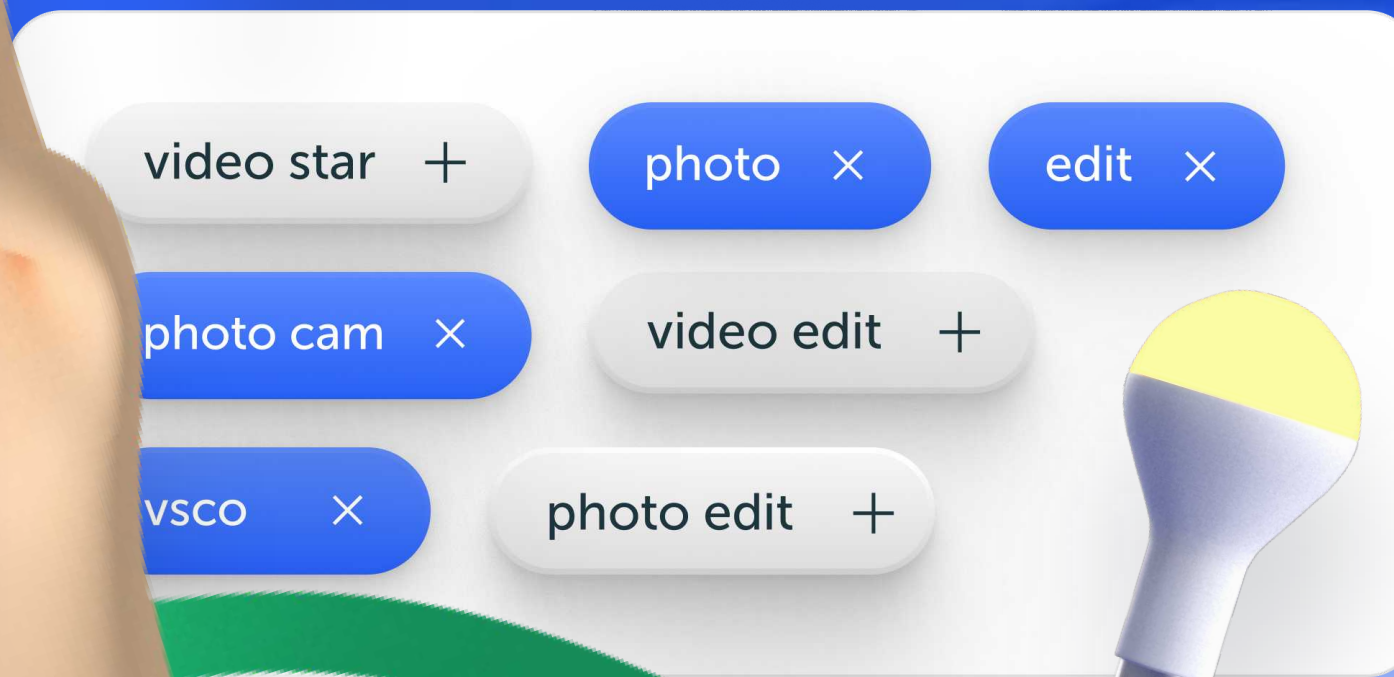 video star + photo × edit ×
photo cam × video edit +
vsco × photo edit +